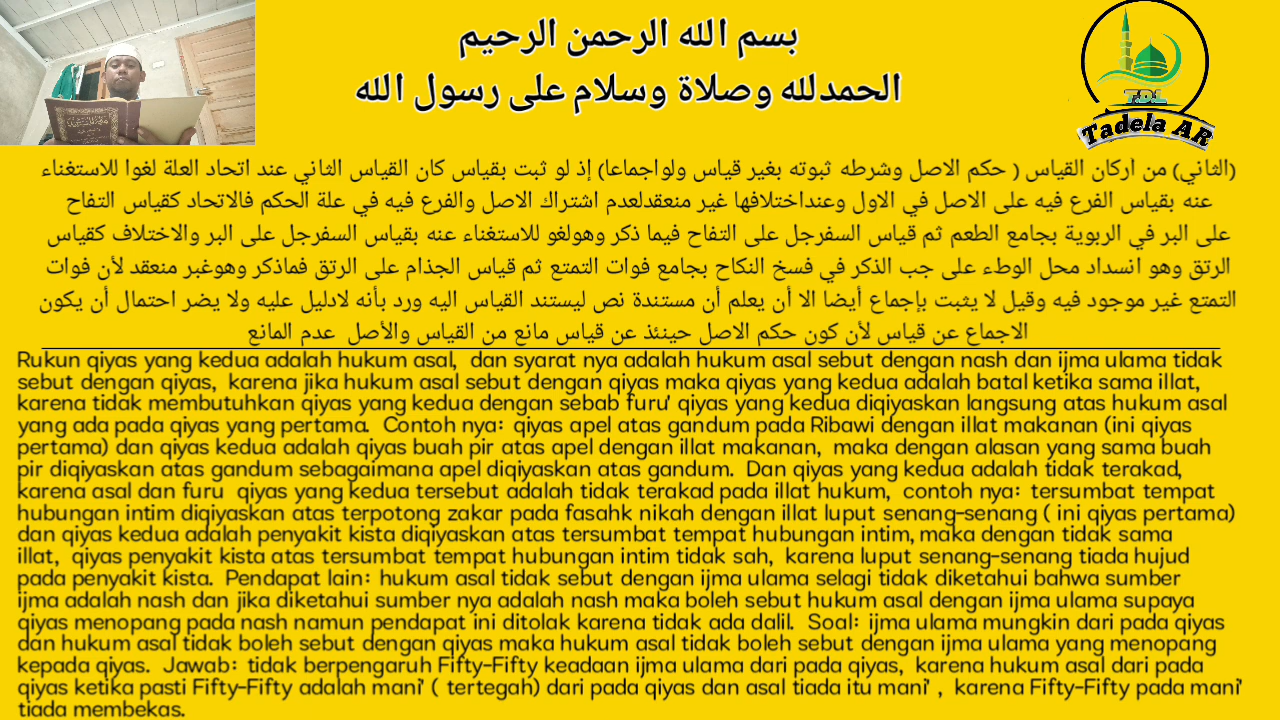 بسم الله الرحمن الرحيم
الحمدلله وصلاة وسلام على رسول الله
T.D.L
Tadela AR
(الثاني) من اركان القياس ( حكم الاصل وشرطه ثبوته بغير قياس ولواجماعا) إذ لو ثبت بقياس كان القياس الثاني عند اتحاد العلة لغوا للاستغناء
عنه بقياس الفرع فيه على الاصل في الاول وعنداختلافها غير منعقدلعدم اشتراك الاصل والفرع فيه في علة الحكم فالاتحاد كقياس التفاح
على البر في الربوية بجامع الطعم ثم قياس السفرجل على التفاح فيما ذكر وهولغو للاستغناء عنه بقياس السفرجل على البر والاختلاف كقياس
الرتق وهو انسداد محل الوطء على جب الذكر في فسخ النكاح بجامع فوات التمتع ثم قياس الجذام على الرتق فماذكر وهوغبر منعقد لأن فوات
التمتع غير موجود فيه وقيل لا يثبت بإجماع أيضا الا أن يعلم أن مستندة نص ليستند القياس اليه ورد بأنه لادليل عليه ولا يضر احتمال أن يكون
الاجماع عن قياس لأن كون حكم الاصل حينئذ عن قياس مانع من القياس والأصل عدم المانع
Rukun qiyas yang kedua adalah hukum asal, dan syarat nya adalah hukum asal sebut dengan nash dan ijma ulama tidak
sebut dengan qiyas, karena jika hukum asal sebut dengan qiyas maka qiyas yang kedua adalah batal ketika sama illat,
karena tidak membutuhkan qiyas yang kedua dengan sebab furu' qiyas yang kedua diqiyaskan langsung atas hukum asal
yang ada pada qiyas yang pertama. Contoh nya: qiyas apel atas gandum pada Ribawi dengan illat makanan (ini qiyas
pertama) dan qiyas kedua adalah qiyas buah pir atas apel dengan illat makanan, maka dengan alasan yang sama buah
pir diqiyaskan atas gandum sebagaimana apel diqiyaskan atas gandum. Dan qiyas yang kedua adalah tidak terakad,
karena asal dan furu qiyas yang kedua tersebut adalah tidak terakad pada illat hukum, contoh nya: tersumbat tempat
hubungan intim diqiyaskan atas terpotong zakar pada fasahk nikah dengan illat luput senang-senang ( ini qiyas pertama)
dan qiyas kedua adalah penyakit kista diqiyaskan atas tersumbat tempat hubungan intim, maka dengan tidak sama
illat, qiyas penyakit kista atas tersumbat tempat hubungan intim tidak sah, karena luput senang-senang tiada hujud
pada penyakit kista. Pendapat lain: hukum asal tidak sebut dengan ijma ulama selagi tidak diketahui bahwa sumber
ijma adalah nash dan jika diketahui sumber nya adalah nash maka boleh sebut hukum asal dengan ijma ulama supaya
qiyas menopang pada nash namun pendapat ini ditolak karena tidak ada dalil. Soal: ijma ulama mungkin dari pada qiyas
dan hukum asal tidak boleh sebut dengan qiyas maka hukum asal tidak boleh sebut dengan ijma ulama yang menopang
kepada qiyas. Jawab: tidak berpengaruh Fifty-Fifty keadaan ijma ulama dari pada qiyas, karena hukum asal dari pada
qiyas ketika pasti Fifty-Fifty adalah mani' ( tertegah) dari pada qiyas dan asal tiada itu mani' , karena Fifty-Fifty pada mani'
tiada membekas.